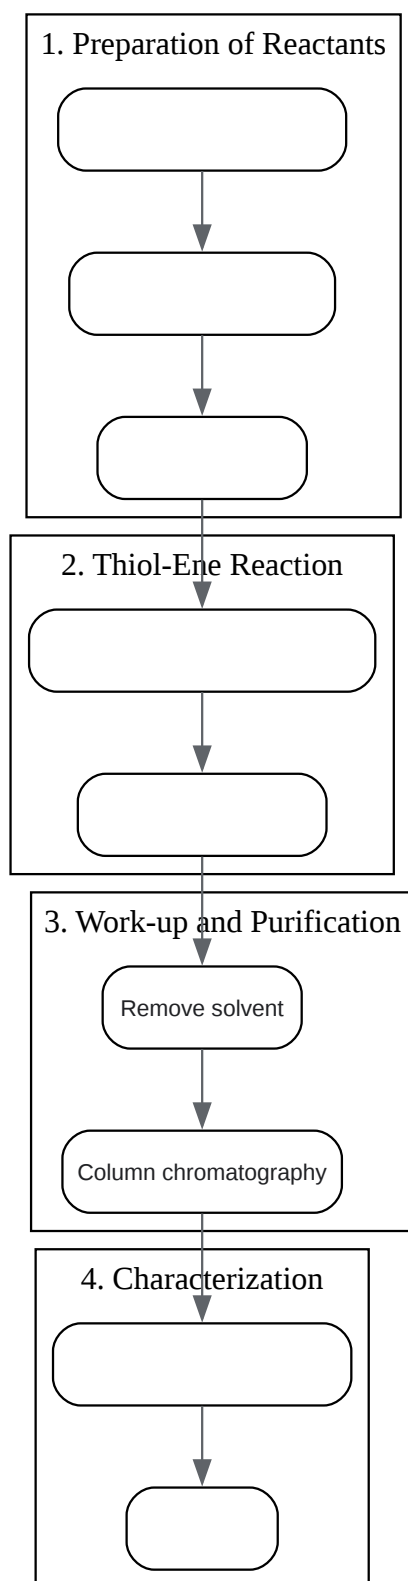 1. Preparation of Reactants
2. Thiol-Ene Reaction
3. Work-up and Purification
Remove solvent
Column chromatography
4. Characterization